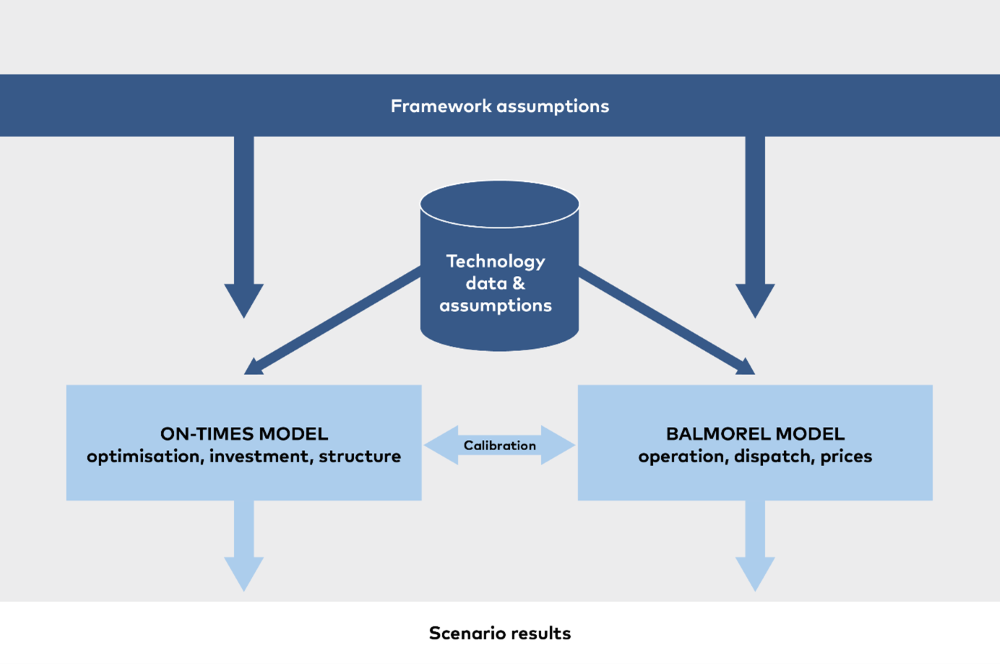 Framework assumptions
Technology
data &
assumptions
ON-TIMES MODEL
optimisation, investment, structure
Calibration
BALMOREL MODEL
operation, dispatch, prices
Scenario results